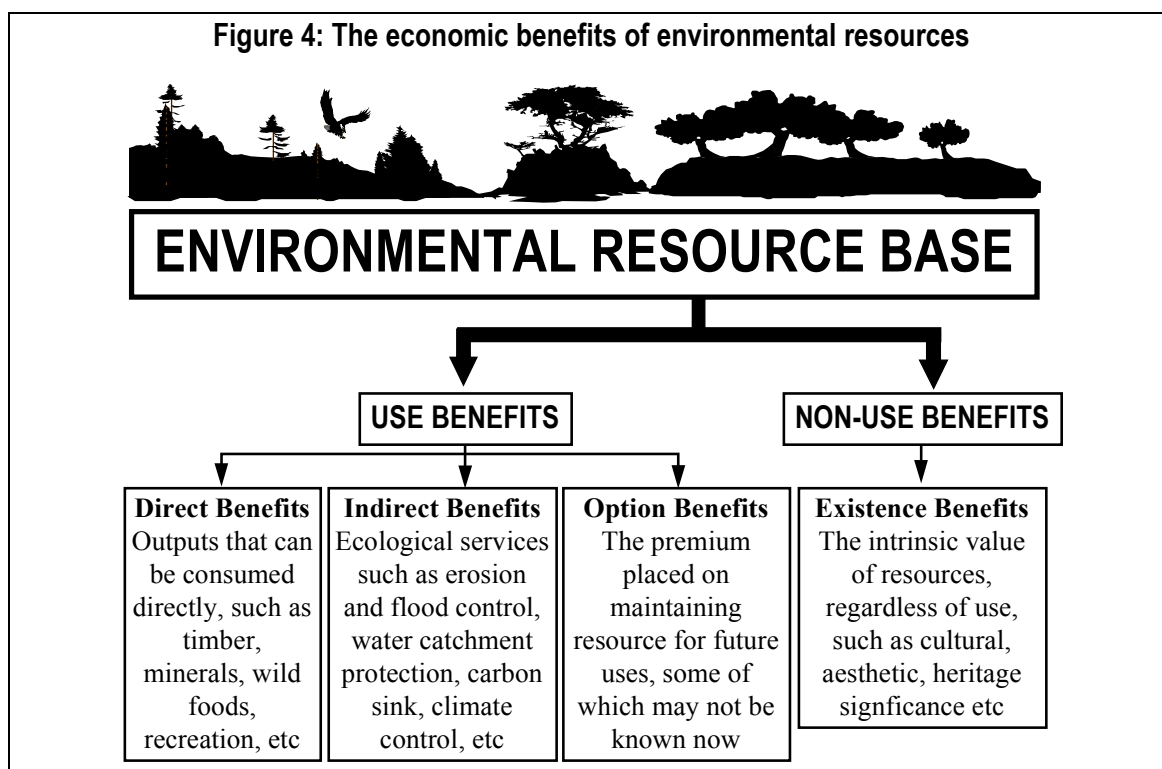 Figure 4: The economic benefits of environmental resources
ENVIRONMENTAL RESOURCE BASE
USE BENEFITS
NON-USE BENEFITS
Direct Benefits
Outputs that can
be consumed
directly, such as
timber,
minerals, wild
foods,
recreation, etc
Indirect Benefits
Ecological services
such as erosion
and flood control,
water catchment
protection, carbon
sink, climate
control, etc
Option Benefits
The premium
placed on
maintaining
resource for future
uses, some of
which may not be
known now
Existence Benefits
The intrinsic value
of resources,
regardless of use,
such as cultural,
aesthetic, heritage
signficance etc